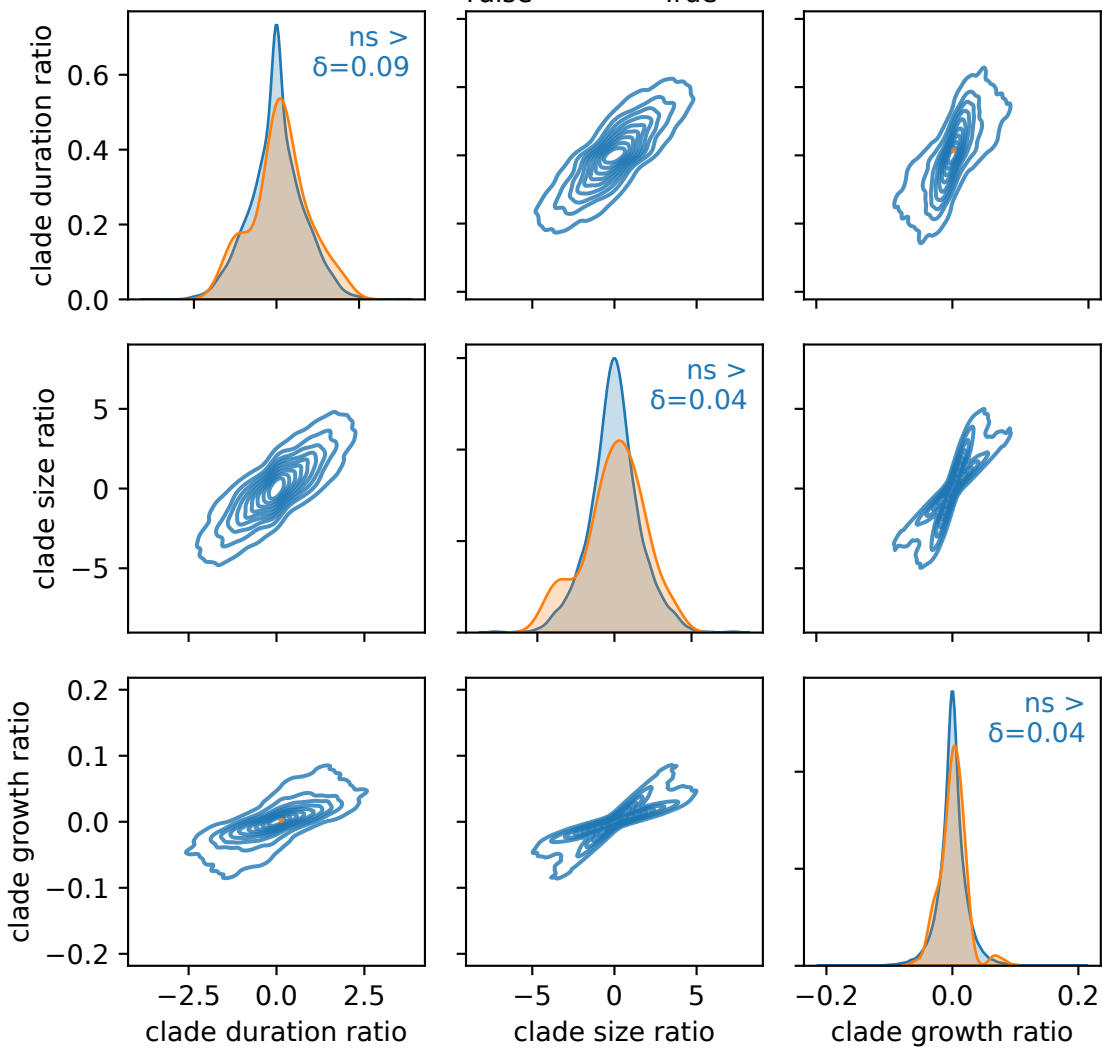 False True
clade duration ratio
0.6
0.4
0.2
0.0
ns >
δ=0.09
clade size ratio
5
0
−5
ns >
δ=0.04
clade growth ratio
0.2
0.1
0.0
−0.1
−0.2
ns >
δ=0.04
−2.5 0.0 2.5
−5 0 5
−0.2 0.0 0.2
clade duration ratio
clade size ratio
clade growth ratio